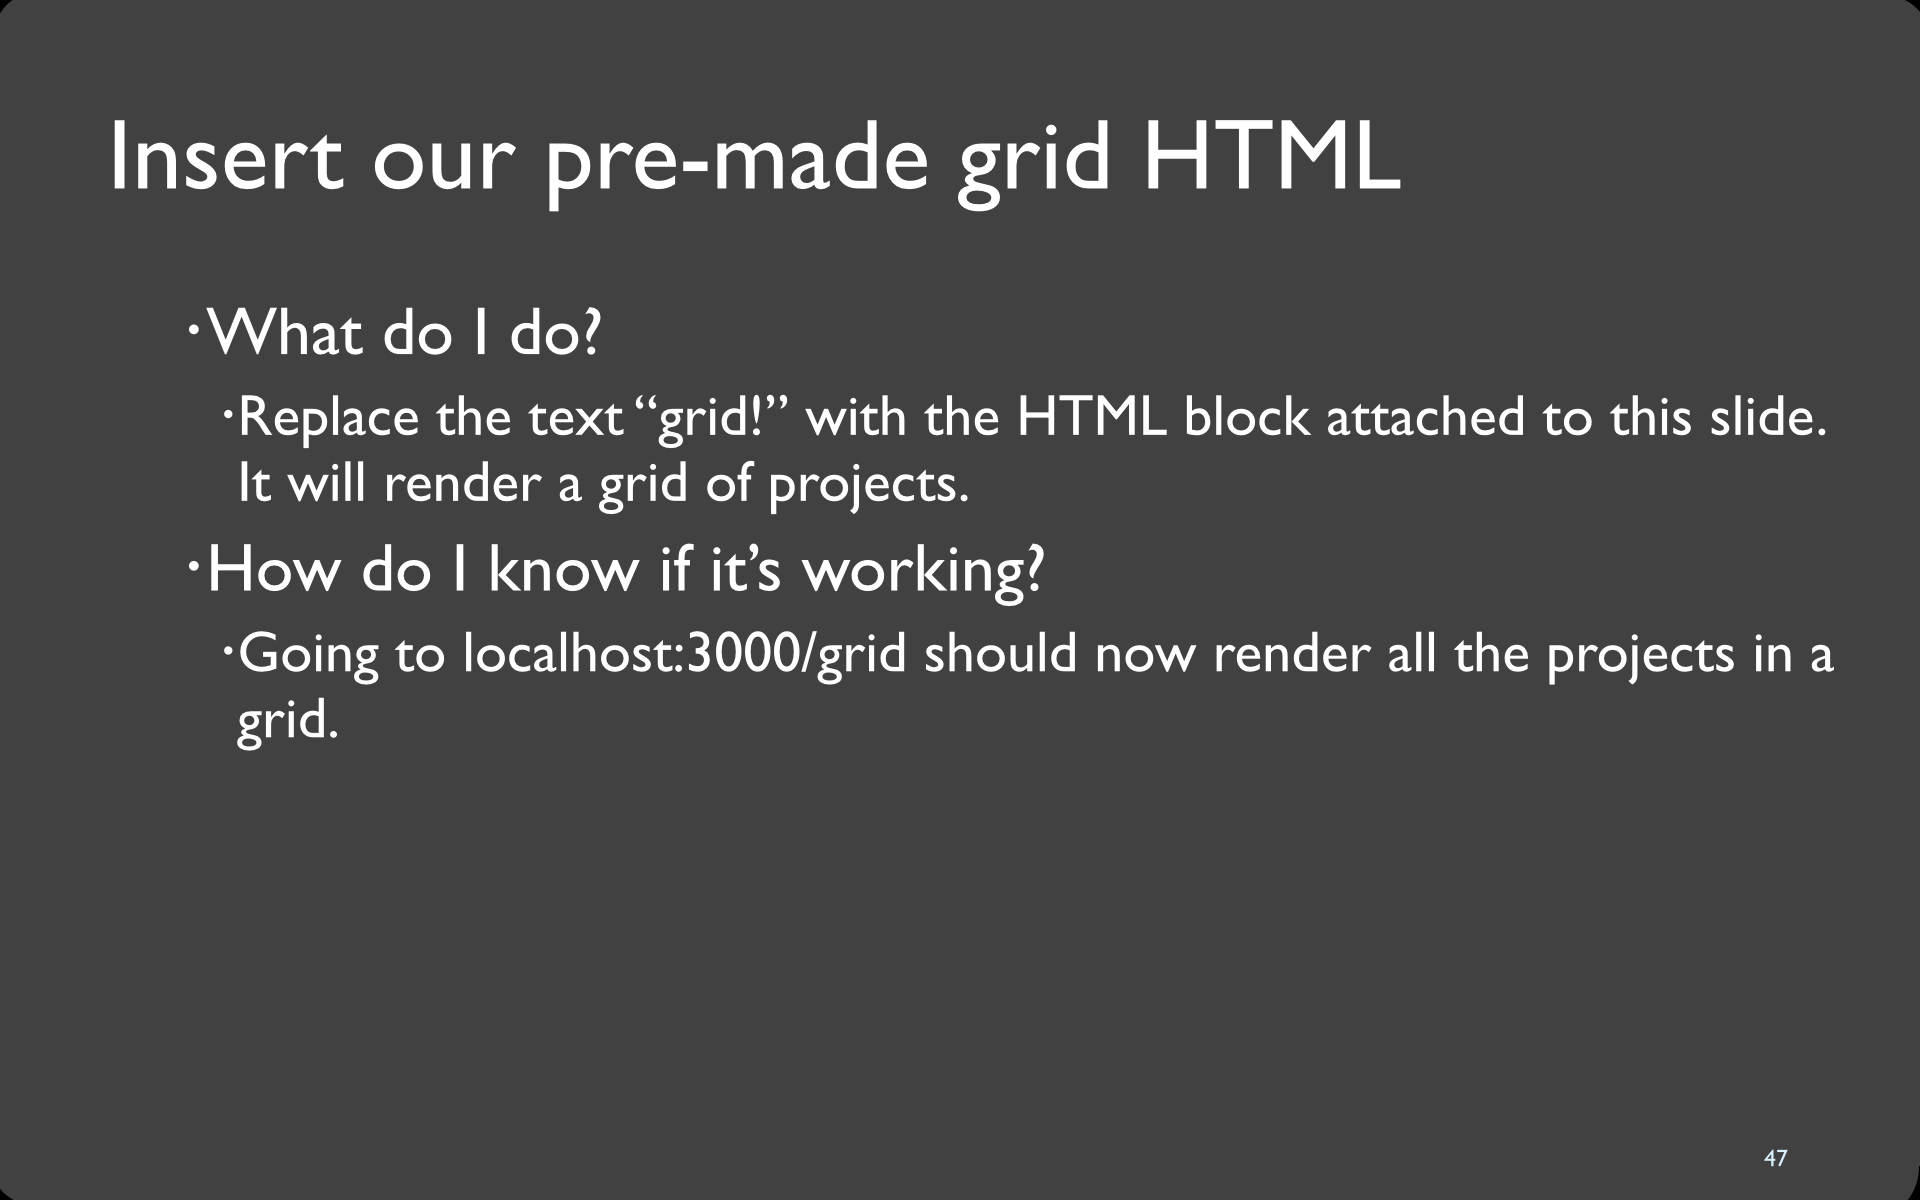 Insert our pre-made grid HTML
•What do I do?
•Replace the text “grid!” with the HTML block attached to this slide.
It will render a grid of projects.
•How do I know if it’s working?
•Going to localhost:3000/grid should now render all the projects in a
grid.
47